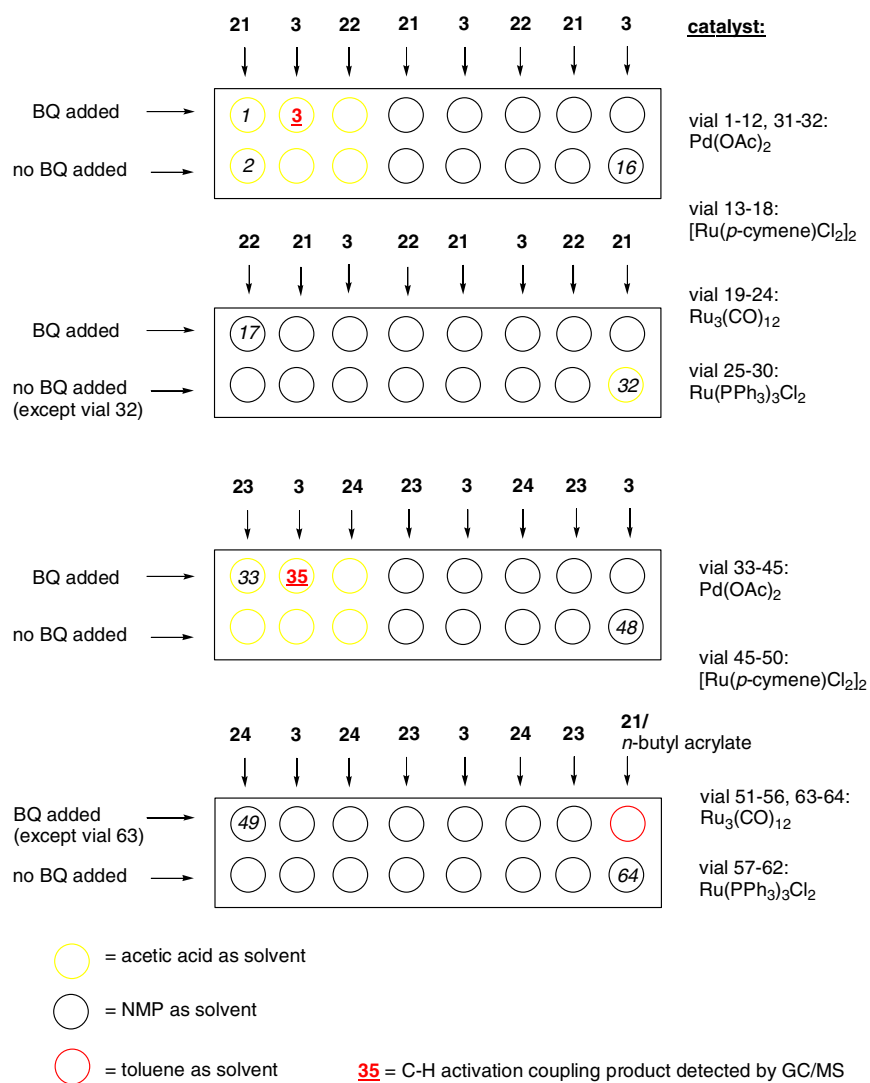 21 3 22 21 3 22 21 3 catalyst:
BQ added 1 3
no BQ added 2 16
vial 1-12, 31-32:
Pd(OAc)2
vial 13-18:
[Ru(p-cymene)Cl2]2
22 21 3 22 21 3 22 21
BQ added 17
no BQ added
(except vial 32) 32
vial 19-24:
Ru3(CO)12
vial 25-30:
Ru(PPh3)3Cl2
23 3 24 23 3 24 23 3
BQ added 33 35
no BQ added 48
vial 33-45:
Pd(OAc)2
vial 45-50:
[Ru(p-cymene)Cl2]2
24 3 24 23 3 24 23 21/
n-butyl acrylate
BQ added
(except vial 63) 49
no BQ added 64
vial 51-56, 63-64:
Ru3(CO)12
vial 57-62:
Ru(PPh3)3Cl2
= acetic acid as solvent
= NMP as solvent
= toluene as solvent
35 = C-H activation coupling product detected by GC/MS